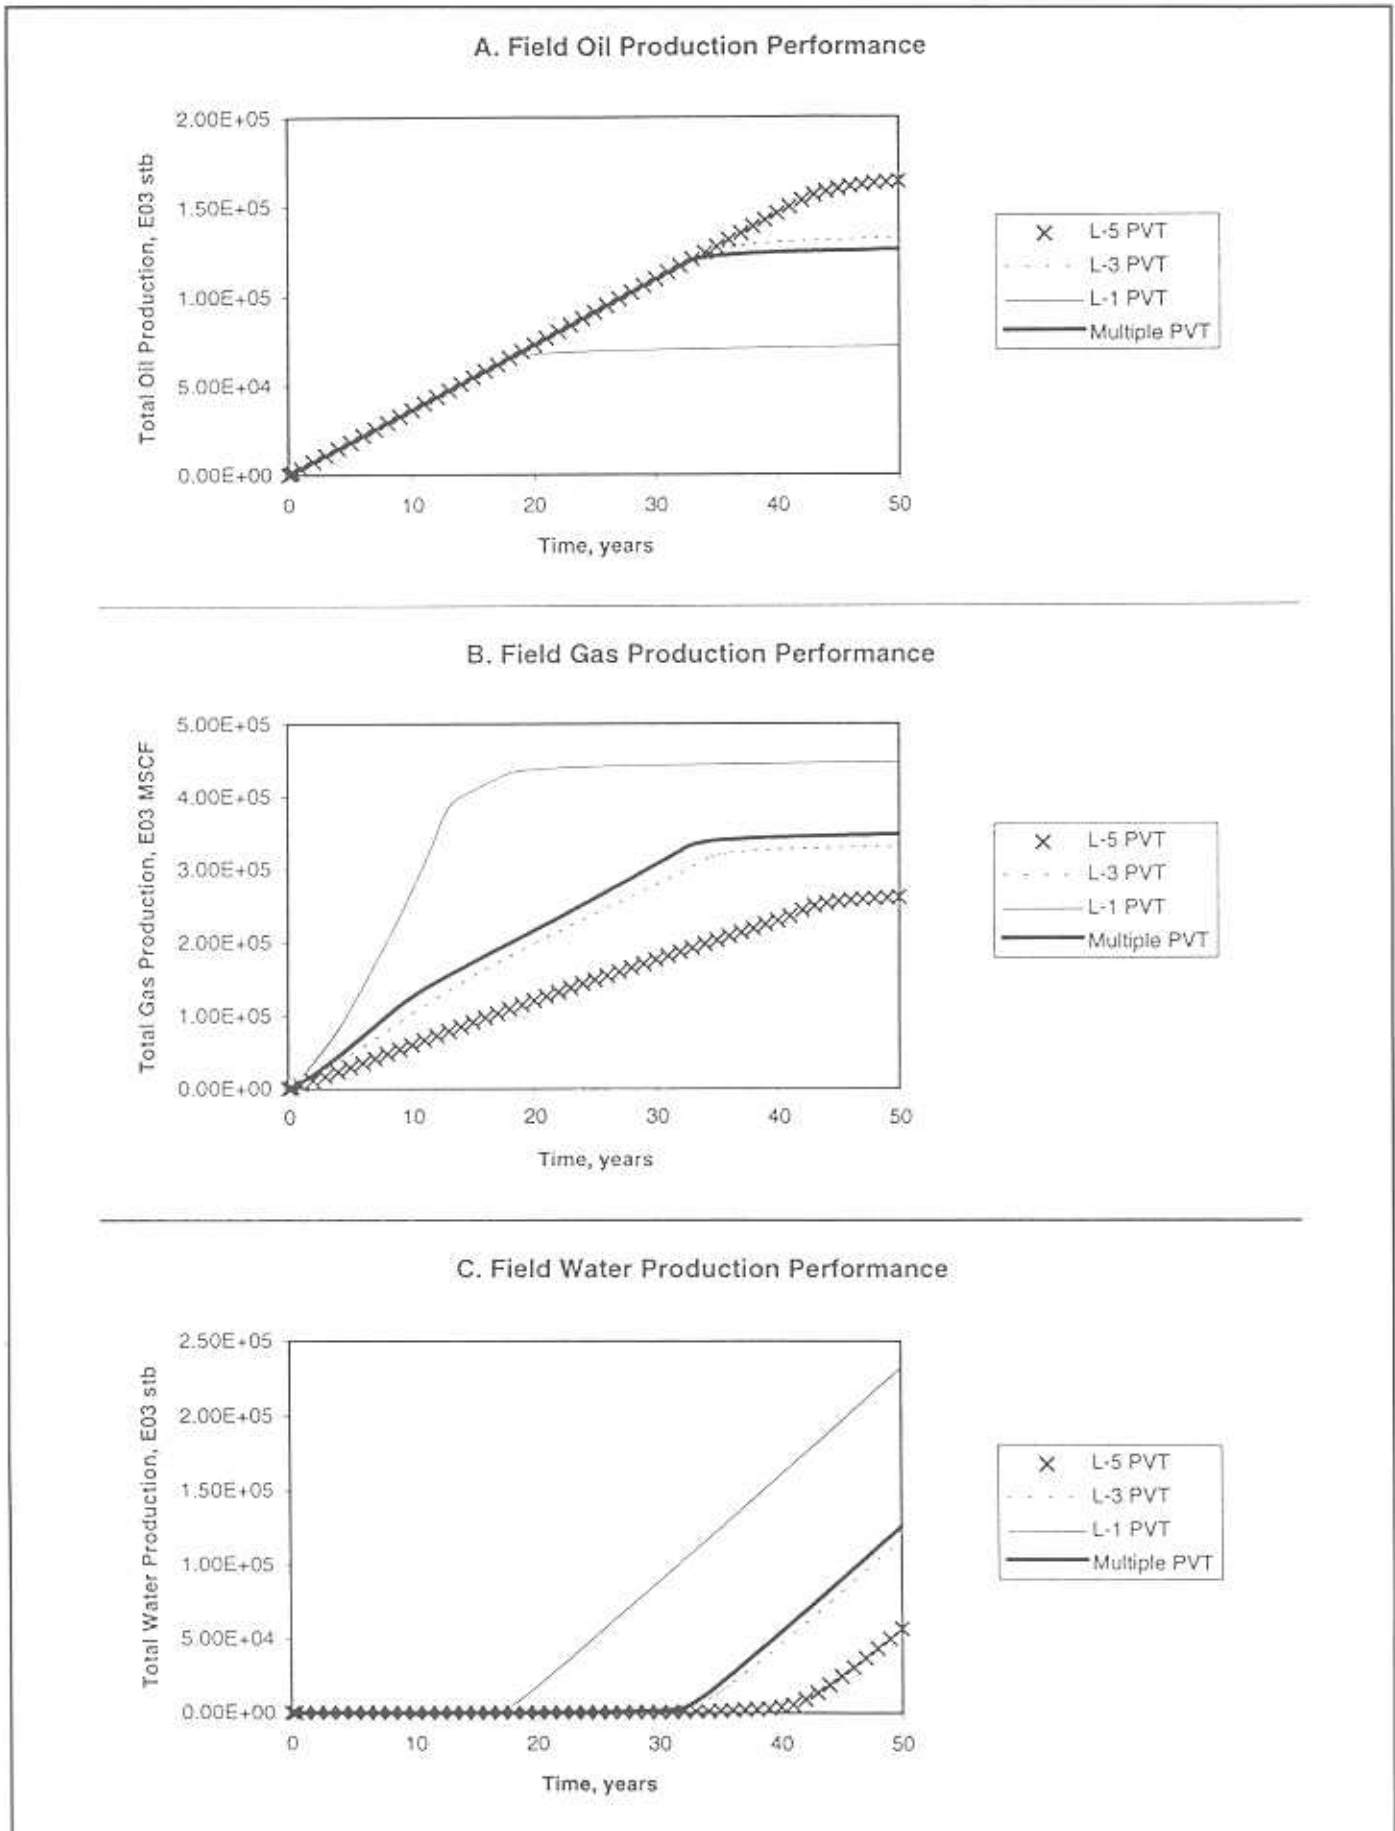 A. Field Oil Production Performance
Total Oil Production, E03 stb
2.00E+05
1.50E+05
1.00E+05
5.00E+04
0.00E+00
0 10 20 30 40 50
Time, years
L-5 PVT
L-3 PVT
L-1 PVT
Multiple PVT
B. Field Gas Production Performance
Total Gas Production, E03 MSCF
5.00E+05
4.00E+05
3.00E+05
2.00E+05
1.00E+05
0.00E+00
0 10 20 30 40 50
Time, years
L-5 PVT
L-3 PVT
L-1 PVT
Multiple PVT
C. Field Water Production Performance
Total Water Production, E03 stb
2.50E+05
2.00E+05
1.50E+05
1.00E+05
5.00E+04
0.00E+00
0 10 20 30 40 50
Time, years
L-5 PVT
L-3 PVT
L-1 PVT
Multiple PVT